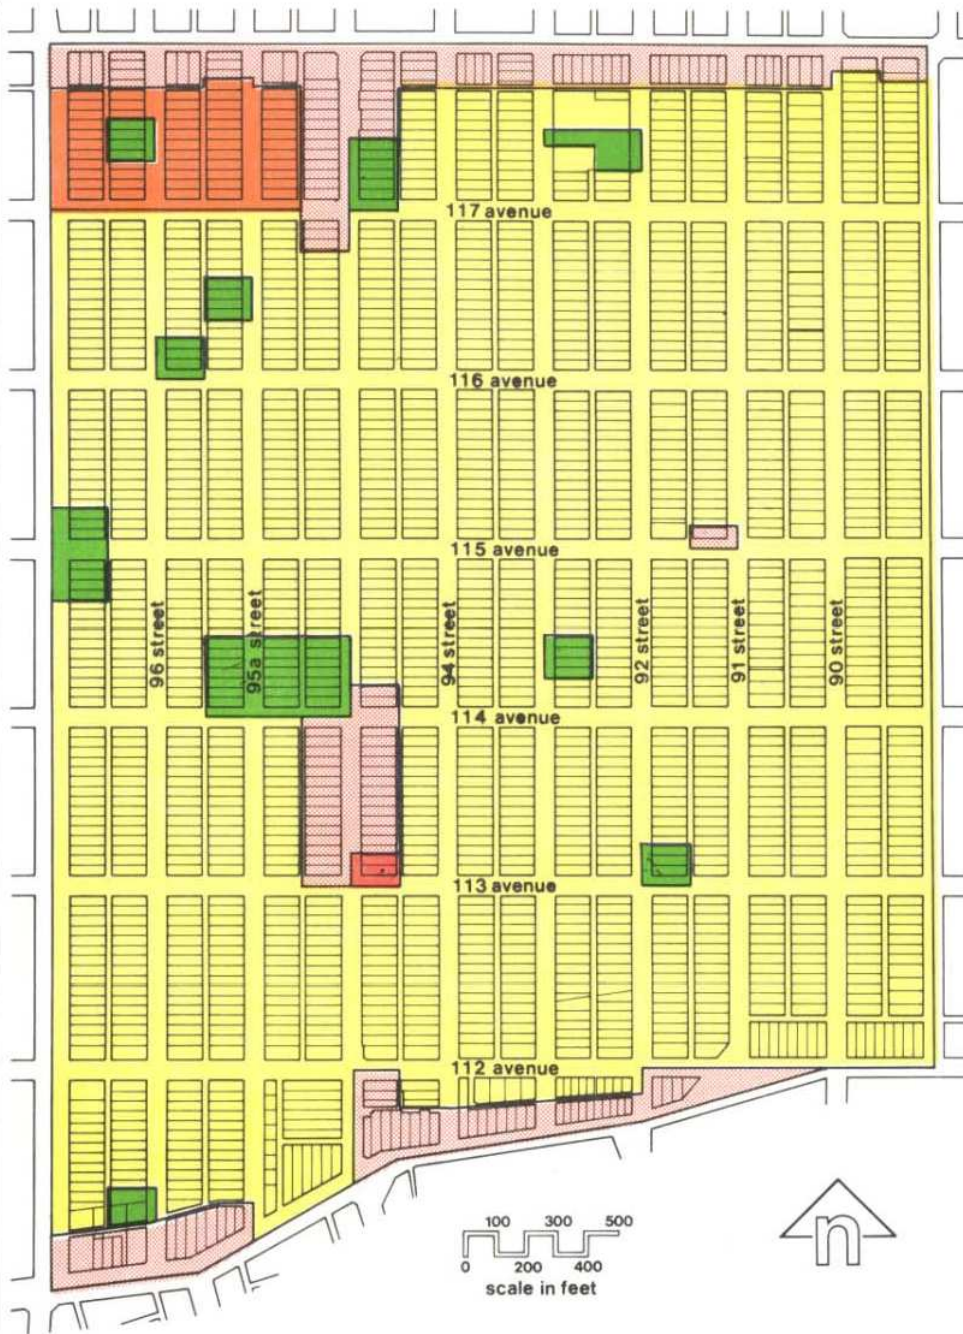 117 avenue
116 avenue
115 avenue
96 street
95a street
94 street
92 street
91 street
90 street
114 avenue
113 avenue
112 avenue
100 300 500
0 200 400
scale in feet
n